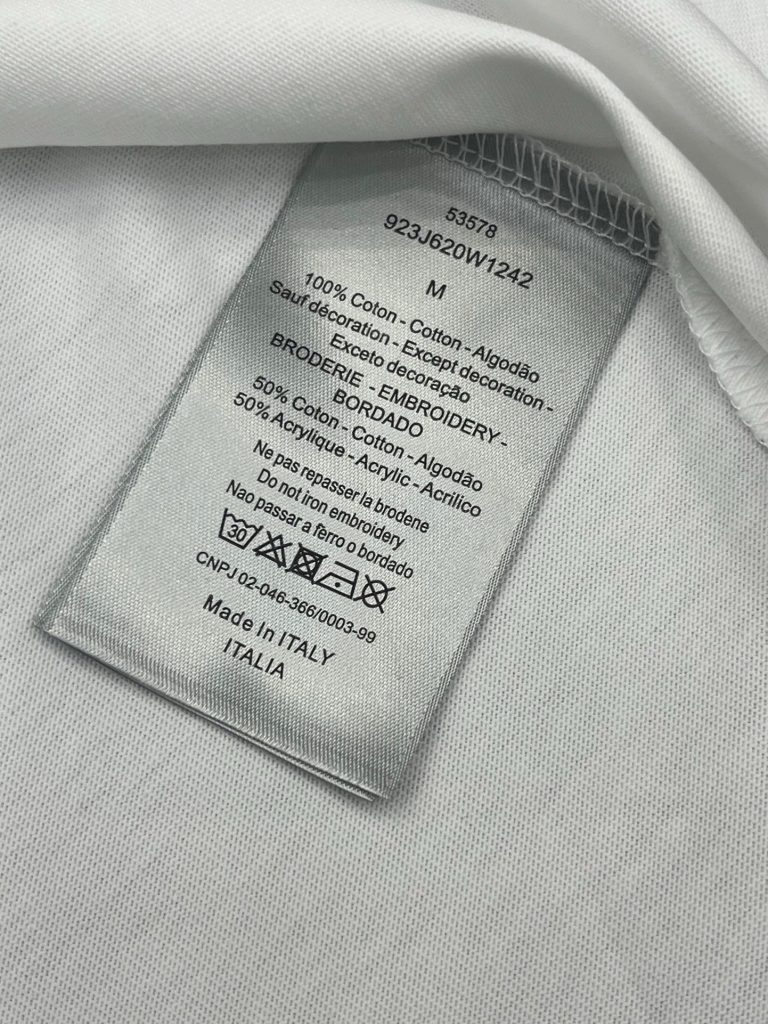 53578
923J620W1242
M
100% Coton - Cotton - Algodão
Sauf décoration - Except decoration -
Exceto decoração
BRODERIE - EMBROIDERY -
BORDADO
50% Coton - Cotton - Algodão
50% Acrylique - Acrylic - Acrilico
Ne pas repasser la brodene
Do not iron embroidery
Nao passar a ferro o bordado
30
CNPJ 02-046-366/0003-99
Made In ITALY
ITALIA